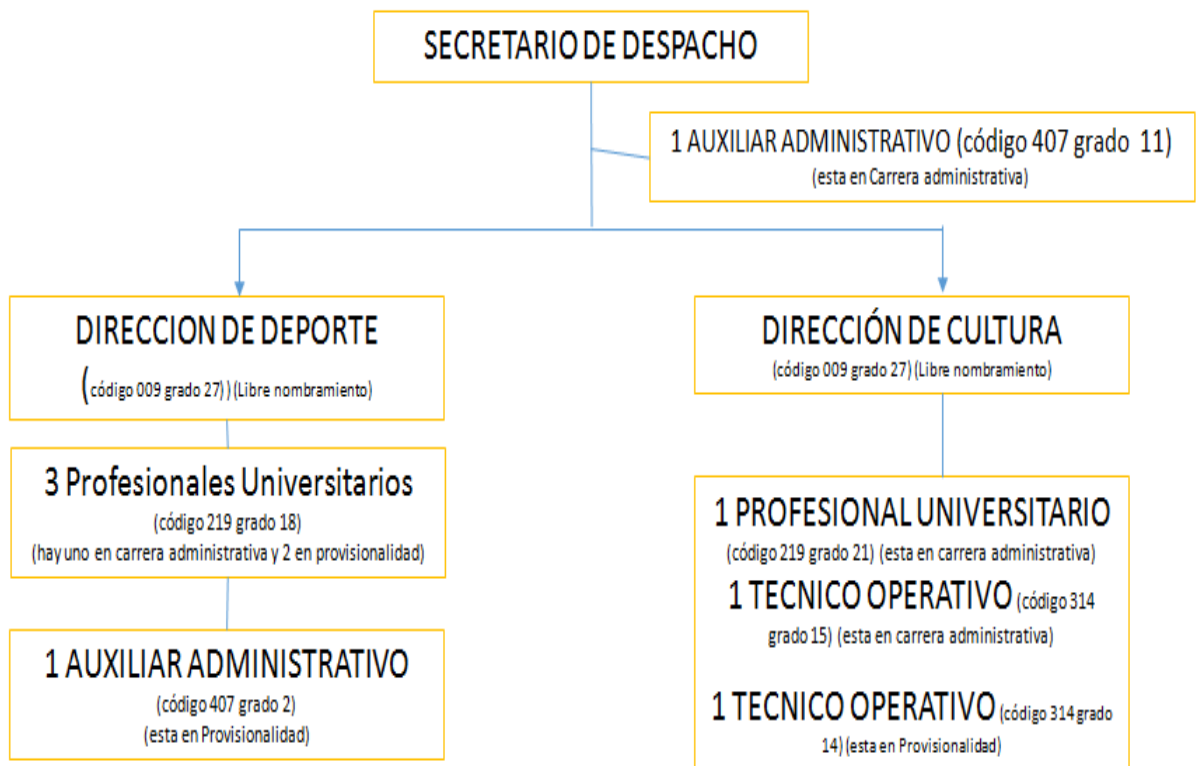 SECRETARIO DE DESPACHO
1 AUXILIAR ADMINISTRATIVO (código 407 grado 11)
(esta en Carrera administrativa)
DIRECCION DE DEPORTE
(código 009 grado 27) ) (Libre nombramiento)
3 Profesionales Universitarios
(código 219 grado 18)
(hay uno en carrera administrativa y 2 en provisionalidad)
1 AUXILIAR ADMINISTRATIVO
(código 407 grado 2)
(esta en Provisionalidad)
DIRECCIÓN DE CULTURA
(código 009 grado 27) (Libre nombramiento)
1 PROFESIONAL UNIVERSITARIO
(código 219 grado 21) (esta en carrera administrativa)
1 TECNICO OPERATIVO (código 314
grado 15) (esta en carrera administrativa)
1 TECNICO OPERATIVO (código 314 grado
14) (esta en Provisionalidad)